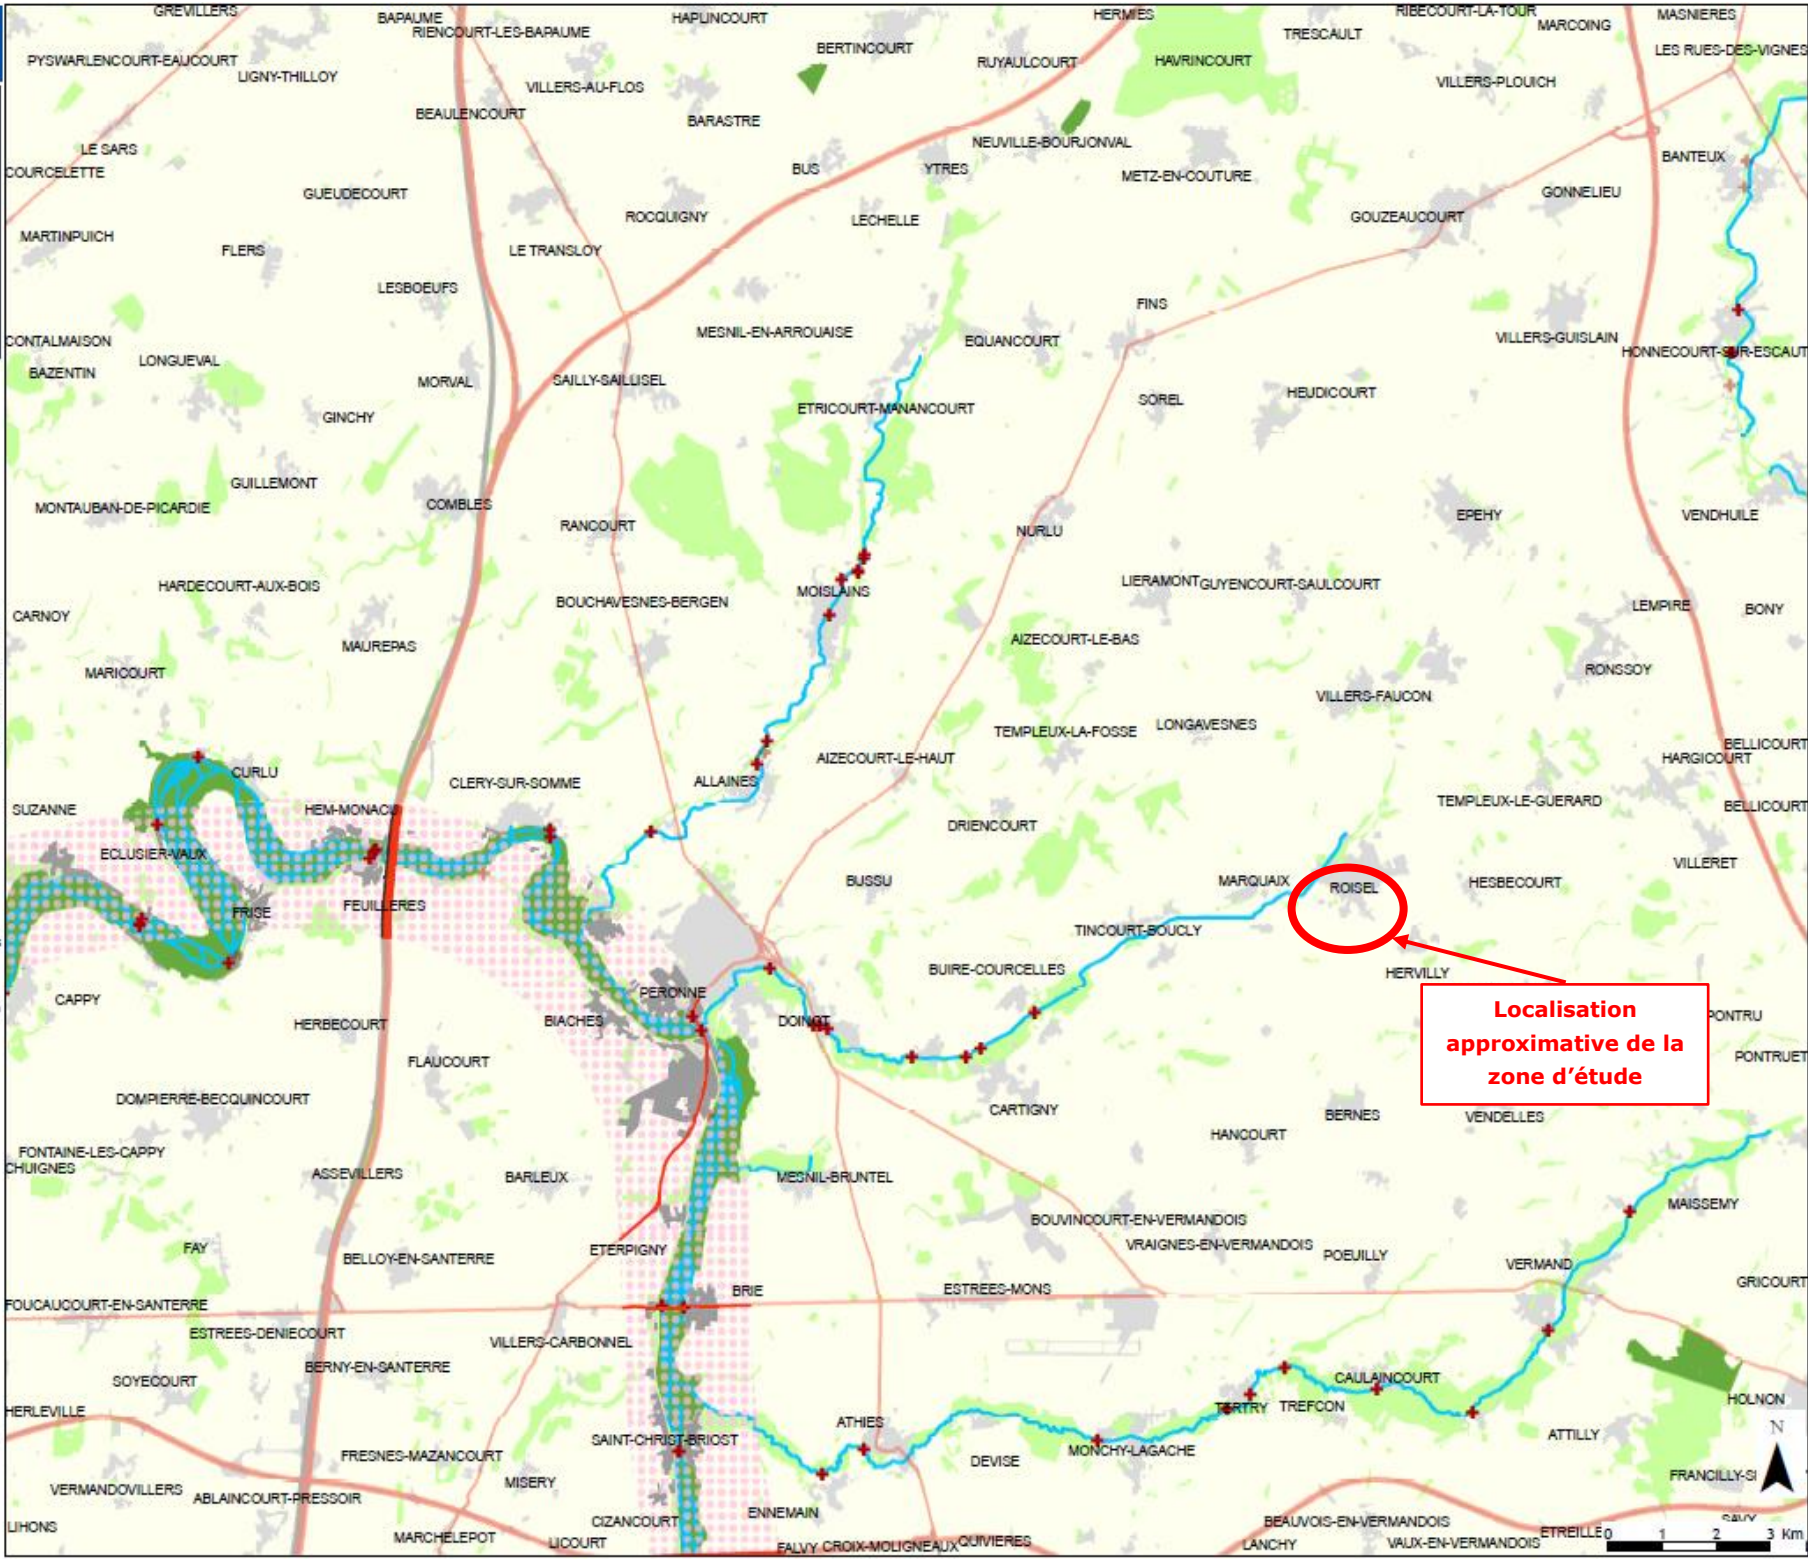 GREVILLERS
BAPAUME
RIENCOURT-LES-BAPAUME
HAPLINCOURT
BERTINCOURT
HERMIES
RUYAULCOURT
HAVRINCOURT
TRESCAULT
RIBECOURT-LA-TOUR
MARCOING
MASNIERES
LES RUES-DES-VIGNES
PYSWARLENCOURT-EAUCOURT
LIGNY-THILLOY
VILLERS-AU-FLOS
VILLERS-PLOUICH
BEAULENCOURT
BARASTRE
NEUVILLE-BOURJONVAL
LE SARS
COURCELETTE
BUS
YTRES
METZ-EN-COUTURE
BANTEUX
GUEUDECOURT
GONNELIEU
ROCQUIGNY
LECHELLE
GOUZEAUCOURT
MARTINPUICH
FLERS
LE TRANSLOY
LESBOEUFS
FINS
CONTALMAISON
MESNIL-EN-ARROUAISE
EQUANCOURT
VILLERS-GUISLAIN
HONNECOURT-SUR-ESCAUT
LONGUEVAL
BAZENTIN
MORVAL
SAILLY-SAILLISEL
HEUDICOURT
SOREL
GINCHY
ETRICOURT-MANANCOURT
GUILLEMONT
MONTAUBAN-DE-PICARDIE
COMBLES
RANCOURT
NURLU
EPEHY
VENDHUILE
HARDECOURT-AUX-BOIS
BOUCHAVESNES-BERGEN
MOISLAINS
LIERAMONT
GUYENCOURT-SAULCOURT
LEMPIRE
BONY
CARNOY
MAUREPAS
AIZECOURT-LE-BAS
MARICOURT
RONSSOY
VILLERS-FAUCON
TEMPLEUX-LA-FOSSE
LONGAVESNES
BELLICOURT
CURLU
CLERY-SUR-SOMME
ALLAINES
AIZECOURT-LE-HAUT
HARGICOURT
SUZANNE
HEM-MONACU
DRIENCOURT
TEMPLEUX-LE-GUERARD
BELLICOURT
ECLUSIER-VAUX
BUSSU
MARQUAIX
ROISEL
HESBECOURT
VILLERET
FRISE
FEUILLERES
TINCOURT-BOUCLY
BUIRE-COURCELLES
HERVILLY
CAPPY
PERONNE
HERBECOURT
BIACHES
DOINGT
Localisation
approximative de la
zone d'étude
PONTRU
PONTRUET
FLAUCOURT
DOMPIERRE-BECQUINCOURT
CARTIGNY
BERNES
VENDELLES
HANCOURT
FONTAINE-LES-CAPPY
CHUIGNES
ASSEVILLERS
BARLEUX
MESNIL-BRUNTEL
MAISSEMY
BOUVINCOURT-EN-VERMANDOIS
VRAIGNES-EN-VERMANDOIS
POEUILLY
FAY
BELLOY-EN-SANTERRE
ETERPIGNY
VERMAND
GRICOURT
BRIE
ESTREES-MONS
FOUCAUCOURT-EN-SANTERRE
ESTREES-DENIECOURT
VILLERS-CARBONNEL
BERNY-EN-SANTERRE
SOYECOURT
CAULAINCOURT
HOLNON
HERLEVILLE
TERTRY
TREFCON
ATHIES
ATTILLY
N
SAINT-CHRIST-BRIOST
FRESNES-MAZANCOURT
MONCHY-LAGACHE
DEVISE
MISERY
FRANCILLY-S
VERMANDOVILLERS
ABLAINCOURT-PRESSOIR
ENNEMAIN
CIZANCOURT
BEAUVOIS-EN-VERMANDOIS
SAVY
LIHONS
MARCHELEPOT
LICOURT
FALVY
CROIX-MOLIGNEAUX
QUIVIERES
LANCHY
VAUX-EN-VERMANDOIS
ETREILLE
0 1 2 3 Km